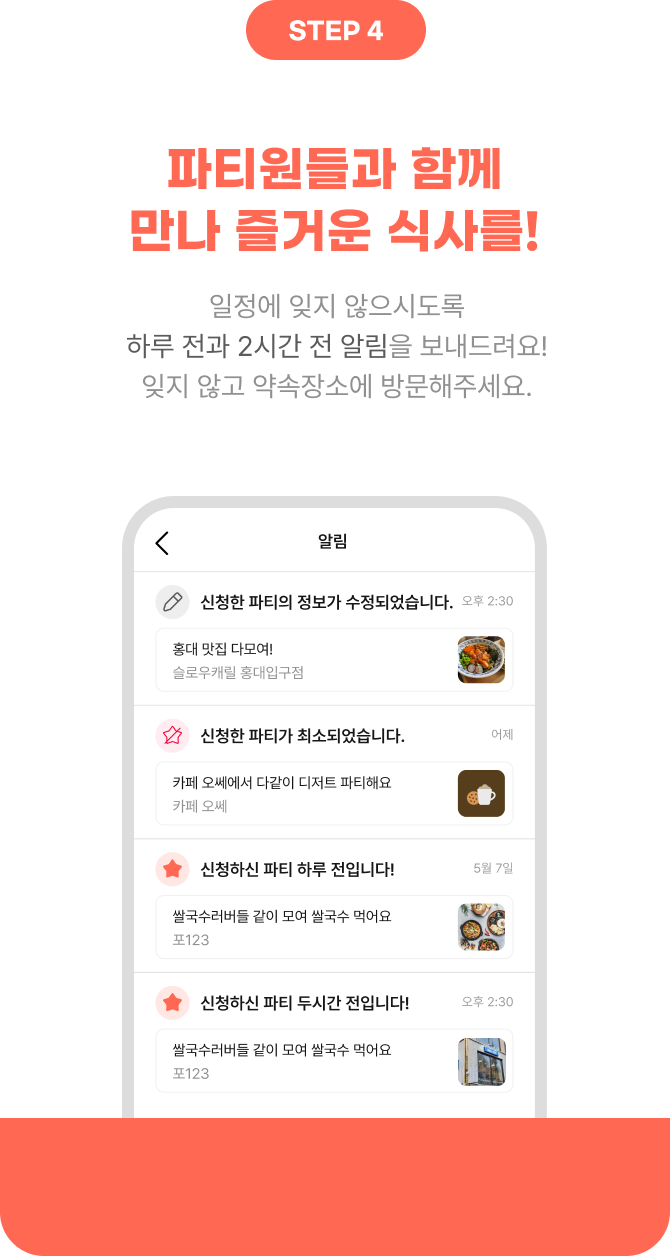 STEP 4
파티원들과 함께
만나 즐거운 식사를!
일정에 잊지 않으시도록
하루 전과 2시간 전 알림을 보내드려요!
잊지 않고 약속장소에 방문해주세요.
알림
신청한 파티의 정보가 수정되었습니다. 오후 2:30
홍대 맛집 다모여!
슬로우캐릴 홍대입구점
신청한 파티가 최소되었습니다. 어제
카페 오쎄에서 다같이 디저트 파티해요
카페 오쎄
신청하신 파티 하루 전입니다! 5월 7일
쌀국수러버들 같이 모여 쌀국수 먹어요
포123
신청하신 파티 두시간 전입니다! 오후 2:30
쌀국수러버들 같이 모여 쌀국수 먹어요
포123